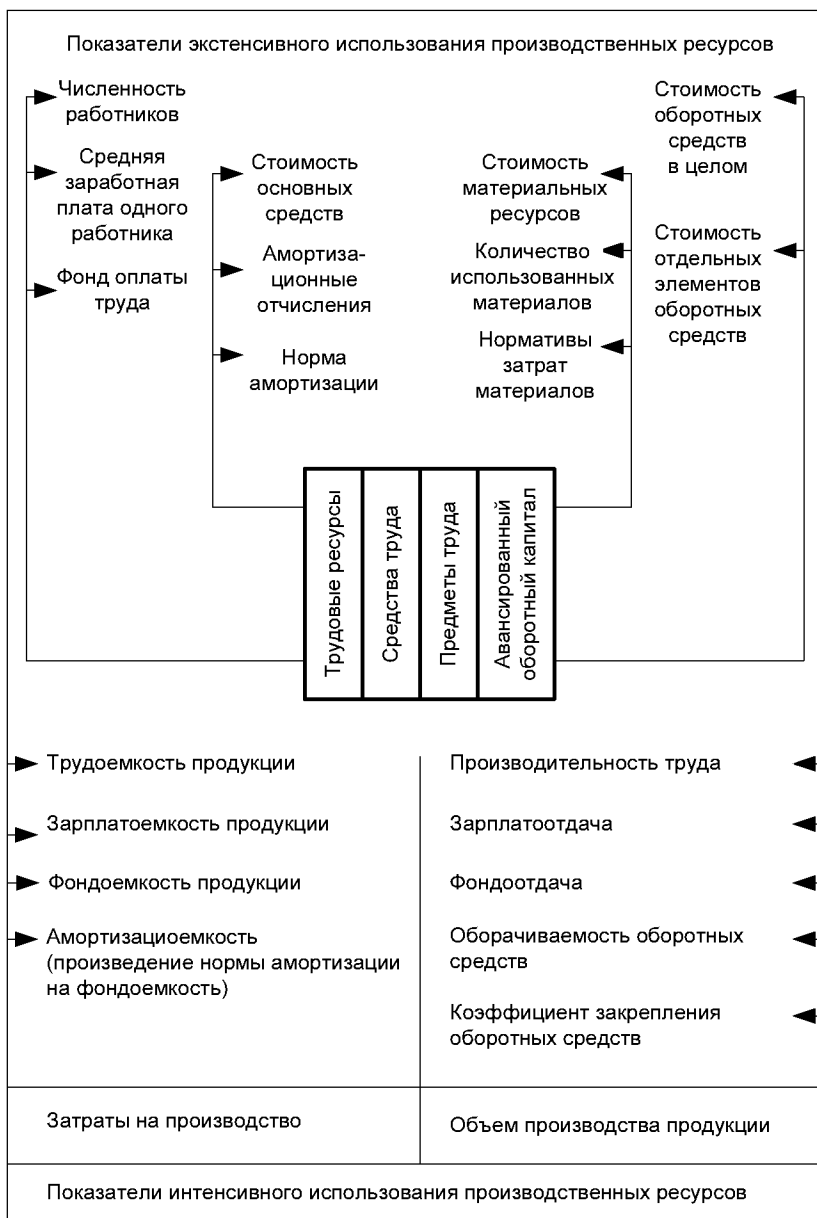 Показатели экстенсивного использования производственных ресурсов
Численность
работников
Средняя
заработная
плата одного
работника
Фонд оплаты
труда
Стоимость
основных
средств
Амортиза-
ционные
отчисления
Норма
амортизации
Стоимость
материальных
ресурсов
Количество
использованных
материалов
Нормативы
затрат
материалов
Стоимость
оборотных
средств
в целом
Стоимость
отдельных
элементов
оборотных
средств
Трудовые ресурсы
Средства труда
Предметы труда
Авансированный
оборотный капитал
Трудоемкость продукции
Зарплатоемкость продукции
Фондоемкость продукции
Амортизациоемкость
(произведение нормы амортизации
на фондоемкость)
Производительность труда
Зарплатоотдача
Фондоотдача
Оборачиваемость оборотных
средств
Коэффициент закрепления
оборотных средств
Затраты на производство
Объем производства продукции
Показатели интенсивного использования производственных ресурсов